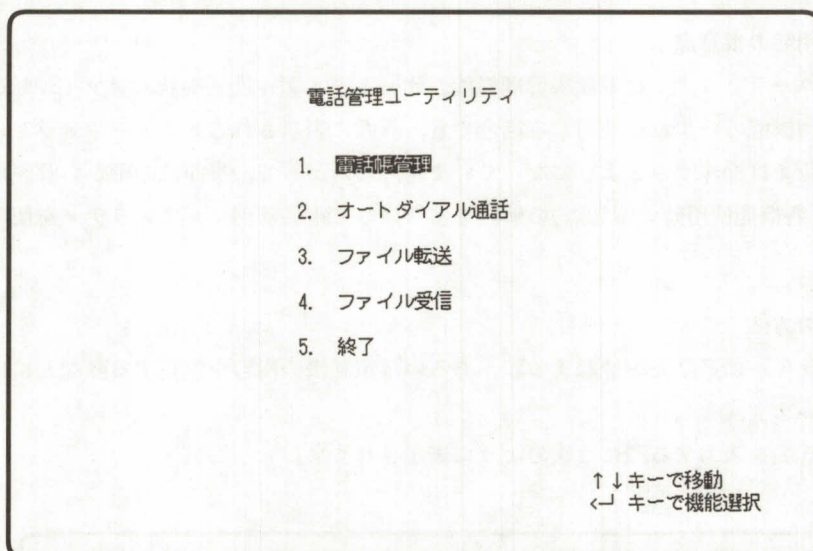 電話管理ユーティリティ
1. 電話帳管理
2. オートダイアル通話
3. ファイル転送
4. ファイル受信
5. 終了
↑↓キーで移動
<┘ キーで機能選択